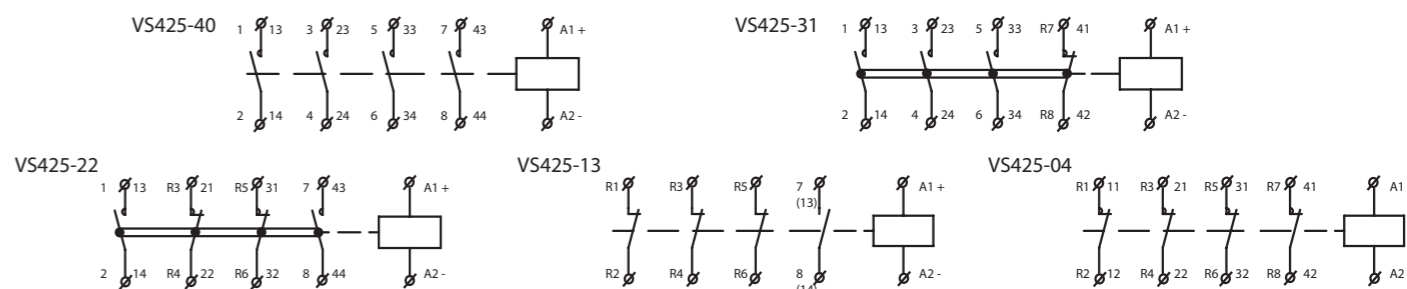 VS425-40
1 13 3 23 5 33 7 43 A1 +
2 14 4 24 6 34 8 44 A2 -
VS425-31
1 13 3 23 5 33 R7 41 A1 +
2 14 4 24 6 34 R8 42 A2 -
VS425-22
1 13 R3 21 R5 31 7 43 A1 +
2 14 R4 22 R6 32 8 44 A2 -
VS425-13
R1 R3 R5 7 A1 +
(13)
R2 R4 R6 8 A2 -
(14)
VS425-04
R1 11 R3 21 R5 31 R7 41 A1
R2 12 R4 22 R6 32 R8 42 A2